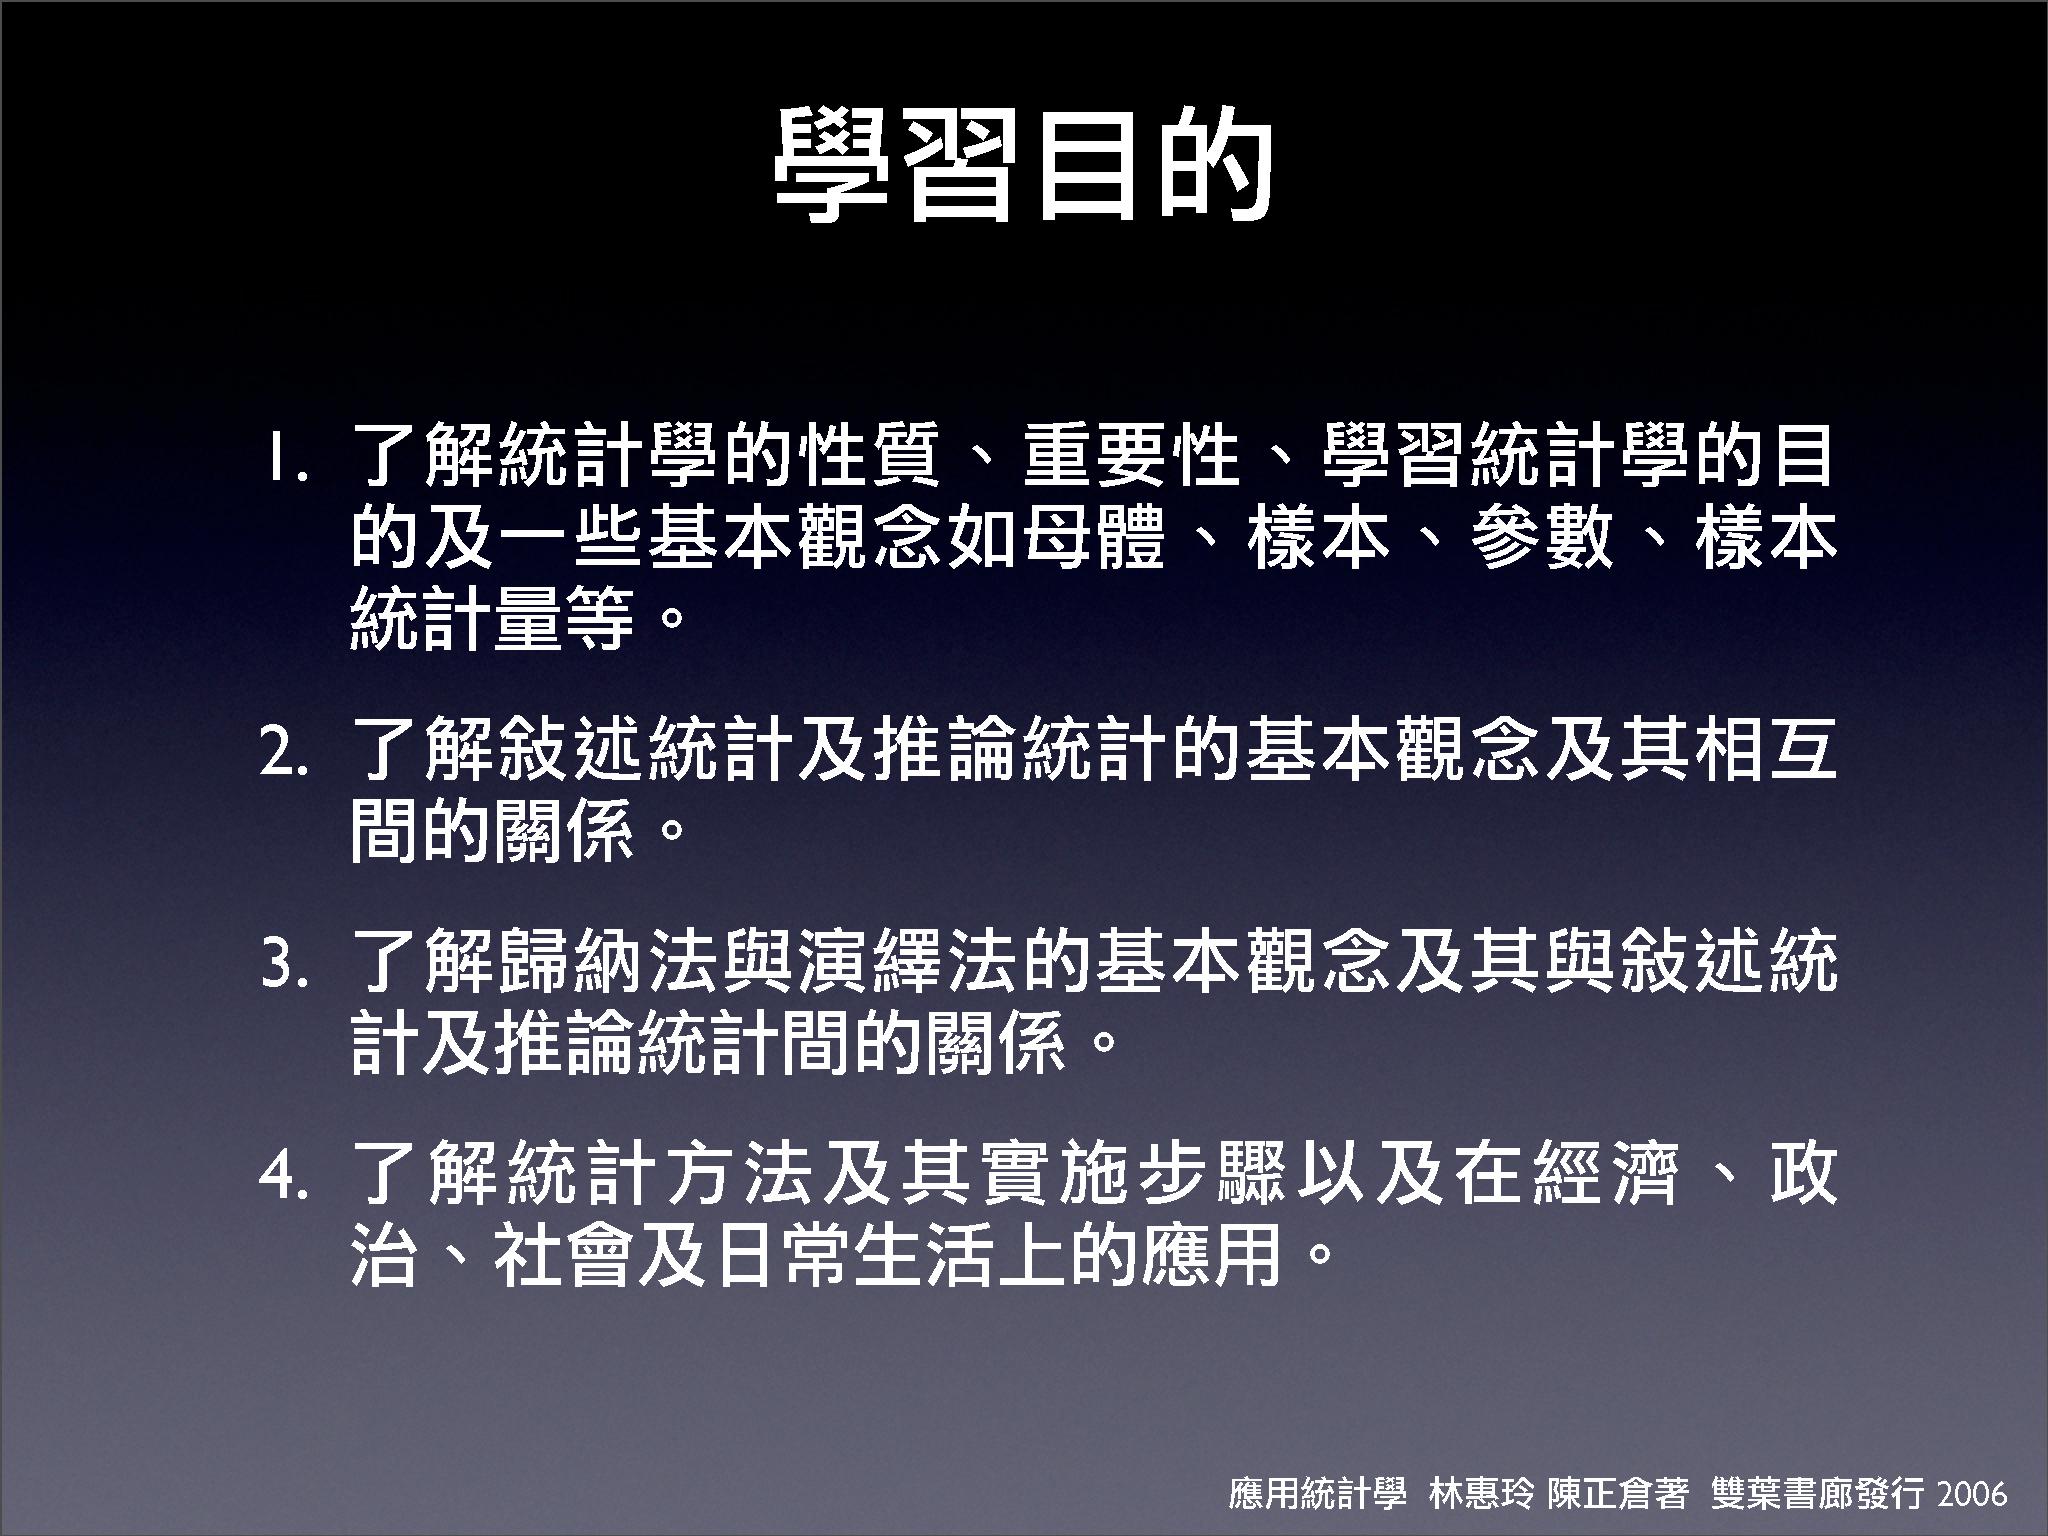 學習目的
1. 了解統計學的性質、重要性、學習統計學的目
的及一些基本觀念如母體、樣本、參數、樣本
統計量等。
2. 了解敍述統計及推論統計的基本觀念及其相互
間的關係。
3. 了解歸納法與演繹法的基本觀念及其與敍述統
計及推論統計間的關係。
4. 了解統計方法及其實施步驟以及在經濟、政
治、社會及日常生活上的應用。
應用統計學 林惠玲 陳正倉著 雙葉書廊發行 2006